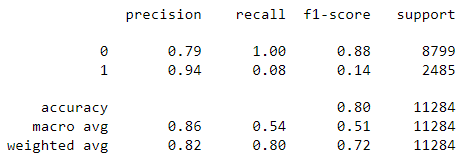 precision recall f1-score support
0 0.79 1.00 0.88 8799
1 0.94 0.08 0.14 2485
accuracy 0.80 11284
macro avg 0.86 0.54 0.51 11284
weighted avg 0.82 0.80 0.72 11284